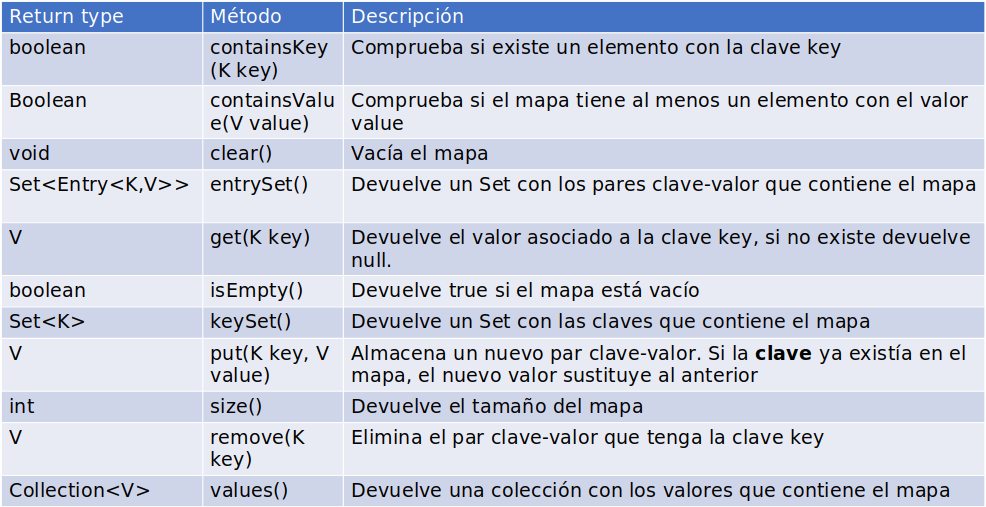 Return type Método Descripción
boolean containsKey Comprueba si existe un elemento con la clave key
(K key)
Boolean containsValu Comprueba si el mapa tiene al menos un elemento con el valor
e(V value) value
void clear() Vacía el mapa
Set<Entry<K,V>> entrySet() Devuelve un Set con los pares clave-valor que contiene el mapa
V get(K key) Devuelve el valor asociado a la clave key, si no existe devuelve
null.
boolean isEmpty() Devuelve true si el mapa está vacío
Set<K> keySet() Devuelve un Set con las claves que contiene el mapa
V put(K key, V Almacena un nuevo par clave-valor. Si la clave ya existía en el
value) mapa, el nuevo valor sustituye al anterior
int size() Devuelve el tamaño del mapa
V remove(K Elimina el par clave-valor que tenga la clave key
key)
Collection<V> values() Devuelve una colección con los valores que contiene el mapa